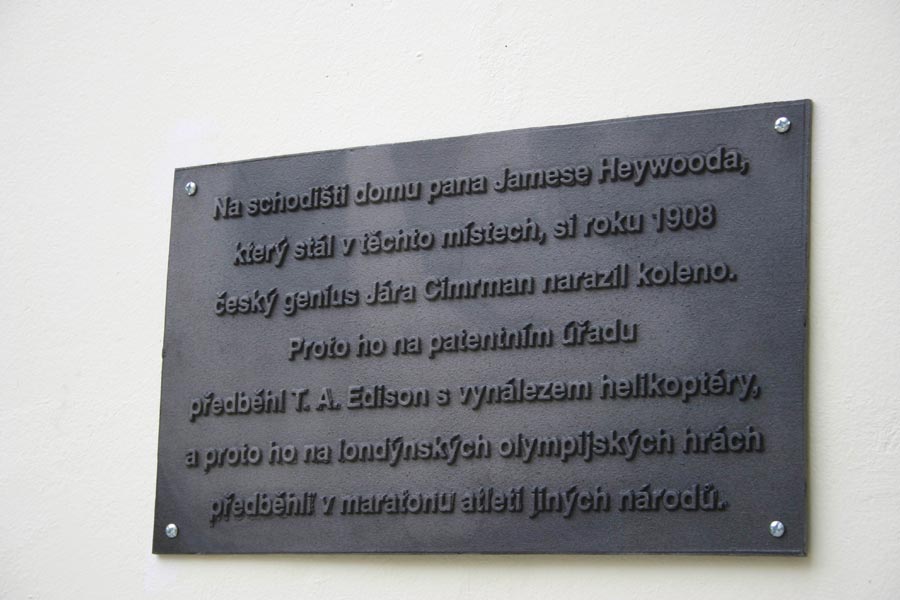 Na schodišti domu pana Jamese Heywooda,
který stál v těchto místech, si roku 1908
český genius Jára Cimrman narazil koleno.
Proto ho na patentním úřadu
předběhl T. A. Edison s vynálezem helikoptéry,
a proto ho na londýnských olympijských hrách
předběhli v maratonu atleti jiných národů.